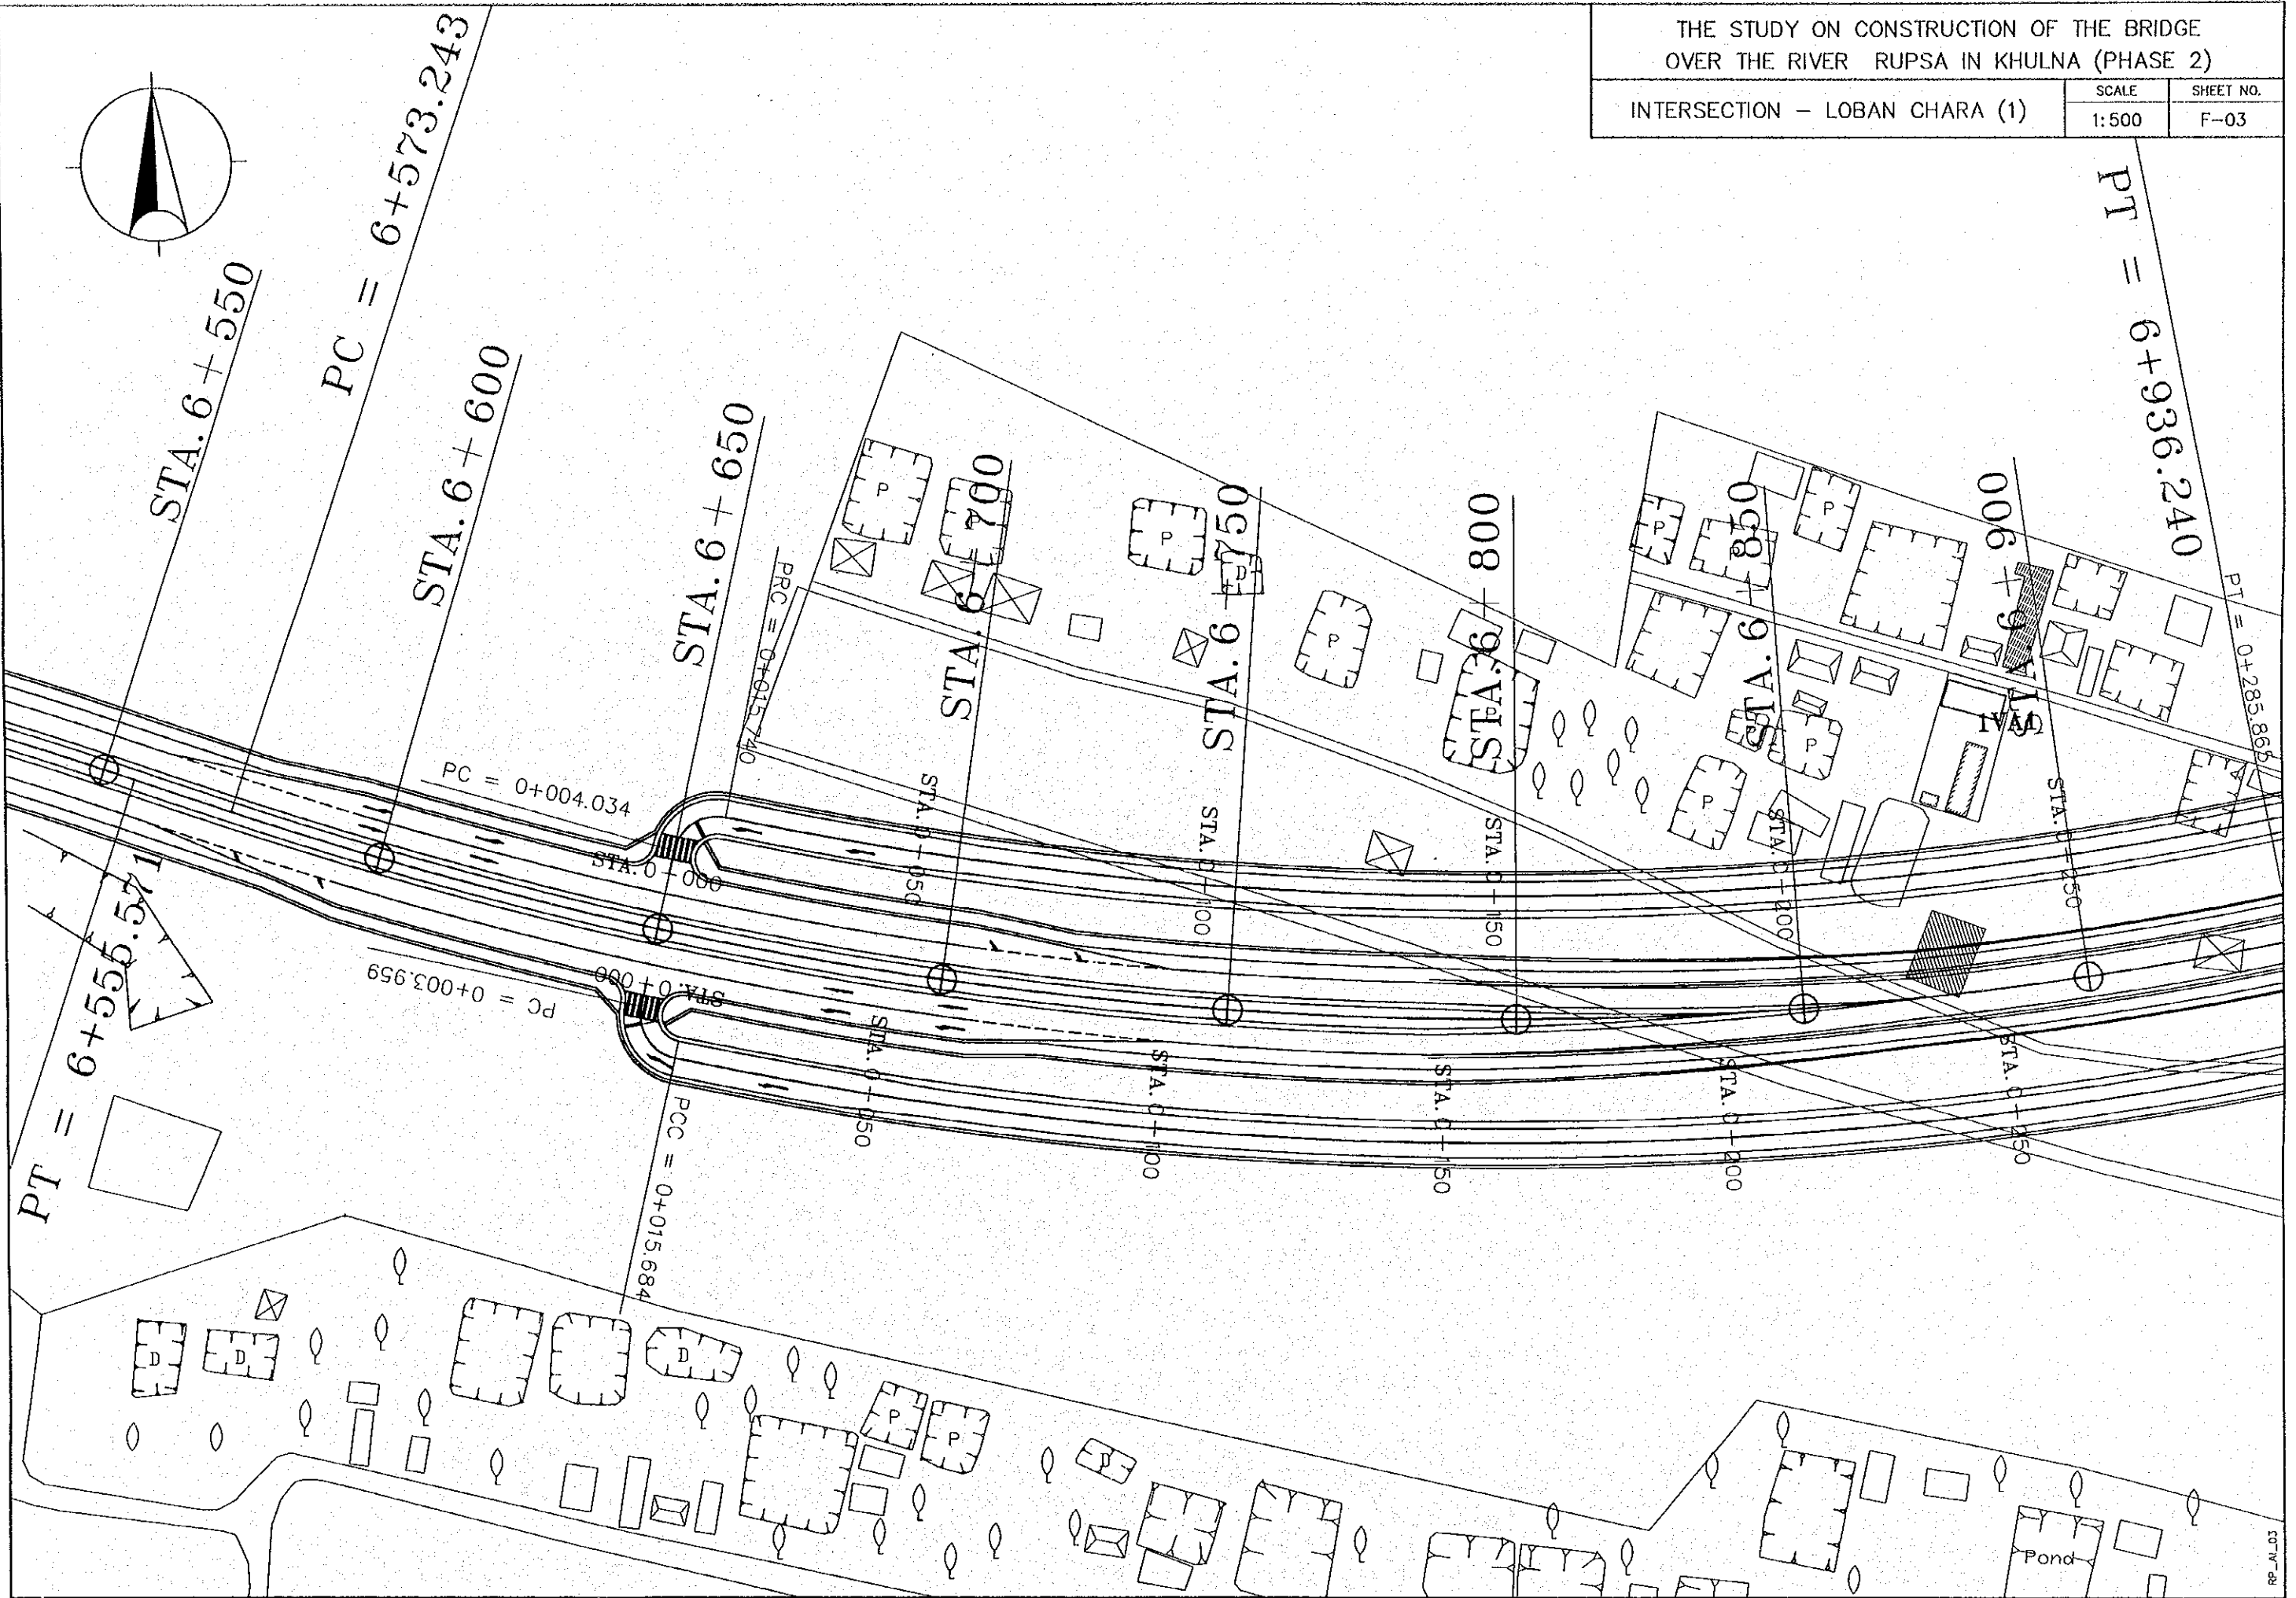 THE STUDY ON CONSTRUCTION OF THE BRIDGE
OVER THE RIVER RUPSA IN KHULNA (PHASE 2)
INTERSECTION - LOBAN CHARA (1)
SCALE
1:500
SHEET NO.
F-03
STA. 6+550
PC = 6+573.243
STA. 6+600
STA. 6+650
STA. 6+700
STA. 6+750
STA. 6+800
STA. 6+850
STA. 6+900
PT = 6+936.240
PT = 6+555.571
PRC = 0+015.740
PT = 0+285.865
PC = 0+004.034
STA. 0+000
STA. 0+050
STA. 0+100
STA. 0+150
STA. 0+200
STA. 0+250
PC = 0+003.959
STA. 0+000
STA. 0+050
STA. 0+100
STA. 0+150
STA. 0+200
STA. 0+250
PCC = 0+015.684
P
P
P
P
P
P
P
P
P
P
P
D
D
D
P
P
Pond
RP_AI_03